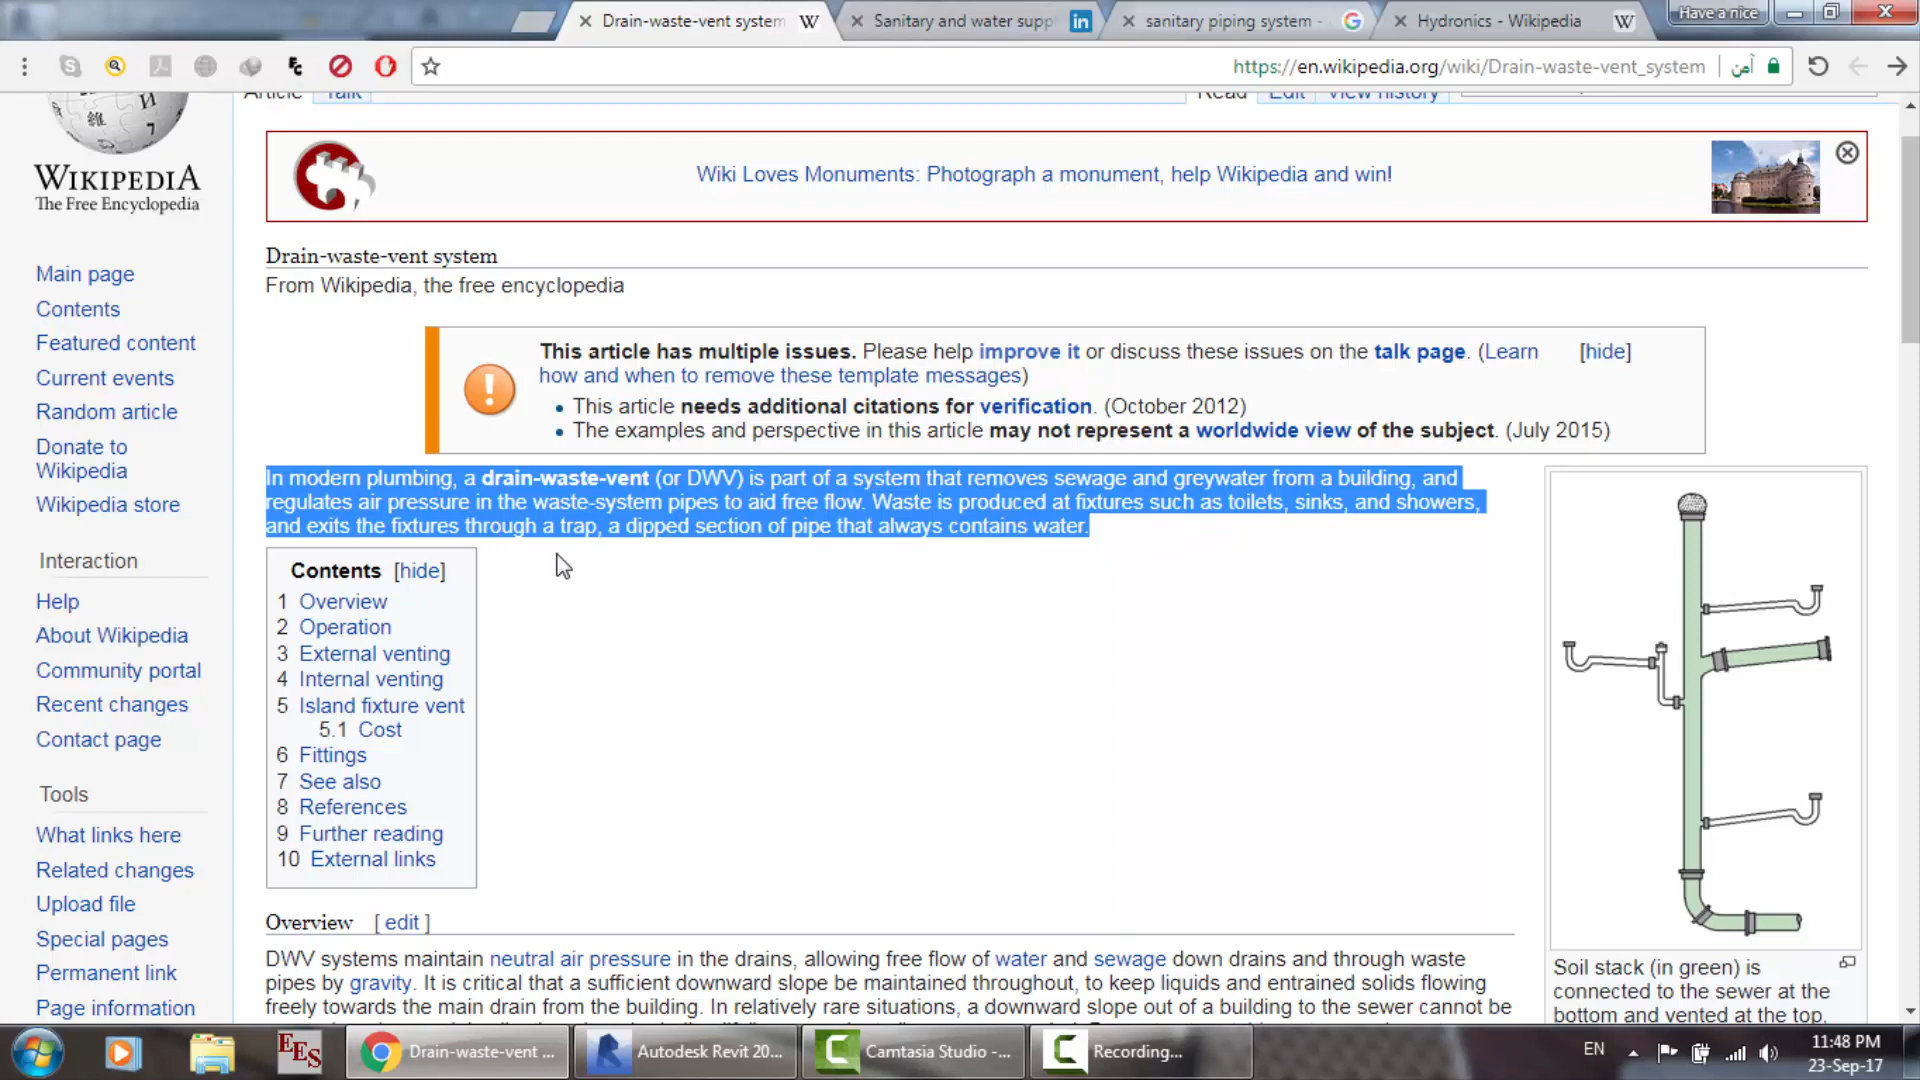 Drain-waste-vent system
Sanitary and water supp
sanitary piping system -
Hydronics - Wikipedia
Have a nice
https://en.wikipedia.org/wiki/Drain-waste-vent_system
آمن
Article
Talk
Read
Edit
View history
WIKIPEDIA
The Free Encyclopedia
Main page
Contents
Featured content
Current events
Random article
Donate to
Wikipedia
Wikipedia store
Interaction
Help
About Wikipedia
Community portal
Recent changes
Contact page
Tools
What links here
Related changes
Upload file
Special pages
Permanent link
Page information
Wiki Loves Monuments: Photograph a monument, help Wikipedia and win!
Drain-waste-vent system
From Wikipedia, the free encyclopedia
This article has multiple issues. Please help improve it or discuss these issues on the talk page. (Learn
how and when to remove these template messages)
[hide]
• This article needs additional citations for verification. (October 2012)
• The examples and perspective in this article may not represent a worldwide view of the subject. (July 2015)
In modern plumbing, a drain-waste-vent (or DWV) is part of a system that removes sewage and greywater from a building, and
regulates air pressure in the waste-system pipes to aid free flow. Waste is produced at fixtures such as toilets, sinks, and showers,
and exits the fixtures through a trap, a dipped section of pipe that always contains water.
Contents [hide]
1 Overview
2 Operation
3 External venting
4 Internal venting
5 Island fixture vent
5.1 Cost
6 Fittings
7 See also
8 References
9 Further reading
10 External links
Overview [ edit ]
DWV systems maintain neutral air pressure in the drains, allowing free flow of water and sewage down drains and through waste
pipes by gravity. It is critical that a sufficient downward slope be maintained throughout, to keep liquids and entrained solids flowing
freely towards the main drain from the building. In relatively rare situations, a downward slope out of a building to the sewer cannot be
Soil stack (in green) is
connected to the sewer at the
bottom and vented at the top.
EES
Drain-waste-vent ...
Autodesk Revit 20...
Camtasia Studio -...
Recording...
EN
11:48 PM
23-Sep-17